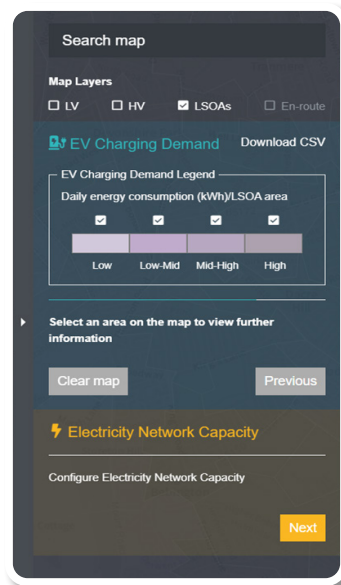 Search map
Map Layers
LV HV LSOAs En-route
EV Charging Demand Download CSV
EV Charging Demand Legend
Daily energy consumption (kWh)/LSOA area
Low Low-Mid Mid-High High
Select an area on the map to view further
information
Clear map Previous
Electricity Network Capacity
Configure Electricity Network Capacity
Next